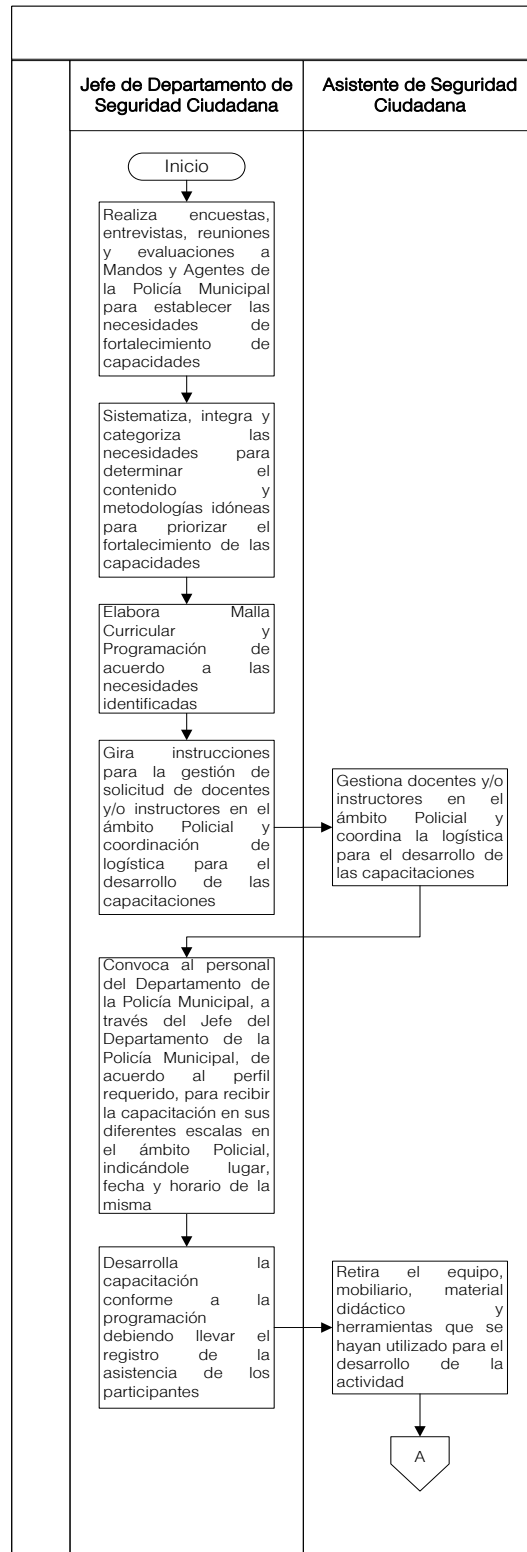 Jefe de Departamento de
Seguridad Ciudadana
Asistente de Seguridad
Ciudadana
Inicio
Realiza encuestas,
entrevistas, reuniones
y evaluaciones a
Mandos y Agentes de
la Policía Municipal
para establecer las
necesidades de
fortalecimiento de
capacidades
Sistematiza, integra y
categoriza las
necesidades para
determinar el
contenido y
metodologías idóneas
para priorizar el
fortalecimiento de las
capacidades
Elabora Malla
Curricular y
Programación de
acuerdo a las
necesidades
identificadas
Gira instrucciones
para la gestión de
solicitud de docentes
y/o instructores en el
ámbito Policial y
coordinación de
logística para el
desarrollo de las
capacitaciones
Gestiona docentes y/o
instructores en el
ámbito Policial y
coordina la logística
para el desarrollo de
las capacitaciones
Convoca al personal
del Departamento de
la Policía Municipal, a
través del Jefe del
Departamento de la
Policía Municipal, de
acuerdo al perfil
requerido, para recibir
la capacitación en sus
diferentes escalas en
el ámbito Policial,
indicándole lugar,
fecha y horario de la
misma
Desarrolla la
capacitación
conforme a la
programación
debiendo llevar el
registro de la
asistencia de los
participantes
Retira el equipo,
mobiliario, material
didáctico y
herramientas que se
hayan utilizado para el
desarrollo de la
actividad
A